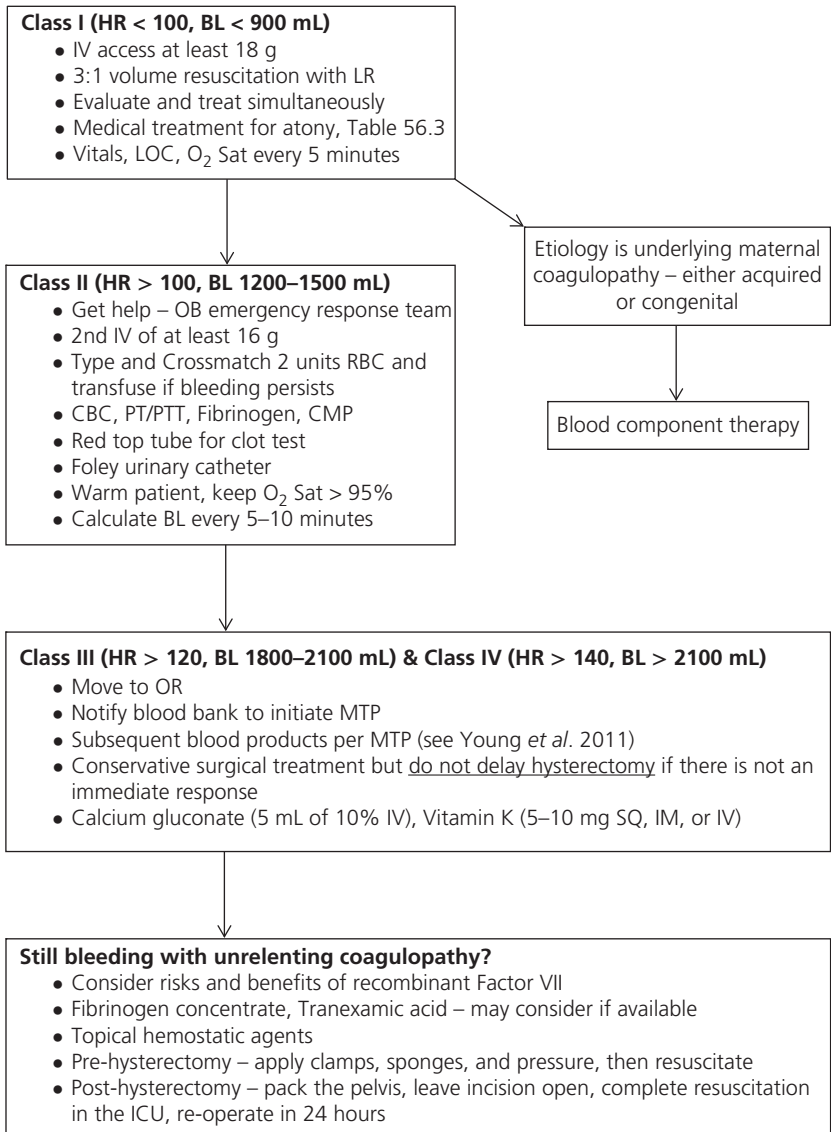 Class I (HR < 100, BL < 900 mL)
• IV access at least 18 g
• 3:1 volume resuscitation with LR
• Evaluate and treat simultaneously
• Medical treatment for atony, Table 56.3
• Vitals, LOC, O2 Sat every 5 minutes
Etiology is underlying maternal
coagulopathy – either acquired
or congenital
Blood component therapy
Class II (HR > 100, BL 1200–1500 mL)
• Get help – OB emergency response team
• 2nd IV of at least 16 g
• Type and Crossmatch 2 units RBC and
transfuse if bleeding persists
• CBC, PT/PTT, Fibrinogen, CMP
• Red top tube for clot test
• Foley urinary catheter
• Warm patient, keep O2 Sat > 95%
• Calculate BL every 5–10 minutes
Class III (HR > 120, BL 1800–2100 mL) & Class IV (HR > 140, BL > 2100 mL)
• Move to OR
• Notify blood bank to initiate MTP
• Subsequent blood products per MTP (see Young et al. 2011)
• Conservative surgical treatment but do not delay hysterectomy if there is not an
immediate response
• Calcium gluconate (5 mL of 10% IV), Vitamin K (5–10 mg SQ, IM, or IV)
Still bleeding with unrelenting coagulopathy?
• Consider risks and benefits of recombinant Factor VII
• Fibrinogen concentrate, Tranexamic acid – may consider if available
• Topical hemostatic agents
• Pre-hysterectomy – apply clamps, sponges, and pressure, then resuscitate
• Post-hysterectomy – pack the pelvis, leave incision open, complete resuscitation
in the ICU, re-operate in 24 hours